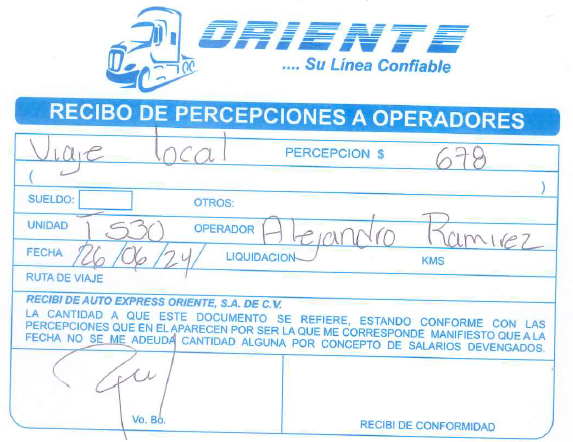 ORIENTE
.... Su Línea Confiable
RECIBO DE PERCEPCIONES A OPERADORES
Viaje local PERCEPCION $ 678
( )
SUELDO: OTROS:
UNIDAD T530 OPERADOR Alejandro Ramirez
FECHA 26/06/24/ LIQUIDACION KMS
RUTA DE VIAJE
RECIBI DE AUTO EXPRESS ORIENTE, S.A. DE C.V.
LA CANTIDAD A QUE ESTE DOCUMENTO SE REFIERE, ESTANDO CONFORME CON LAS
PERCEPCIONES QUE EN EL APARECEN POR SER LA QUE ME CORRESPONDE MANIFIESTO QUE A LA
FECHA NO SE ME ADEUDA CANTIDAD ALGUNA POR CONCEPTO DE SALARIOS DEVENGADOS.
Vo. Bo. RECIBI DE CONFORMIDAD